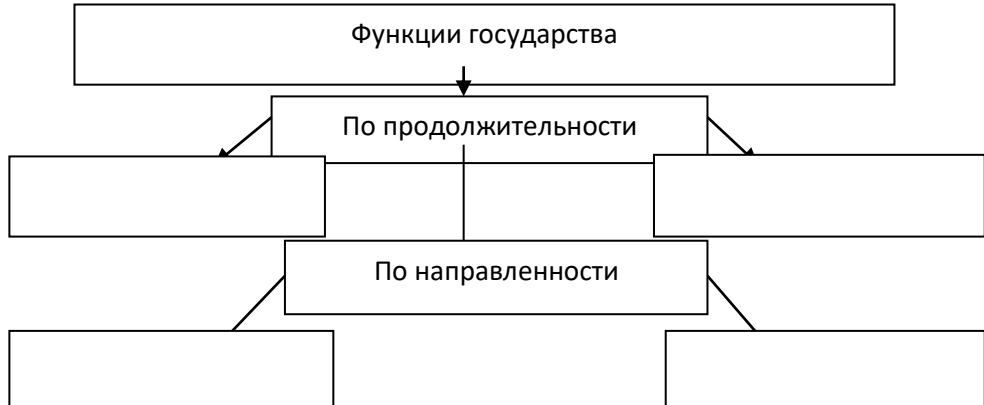 Функции государства
По продолжительности
По направленности